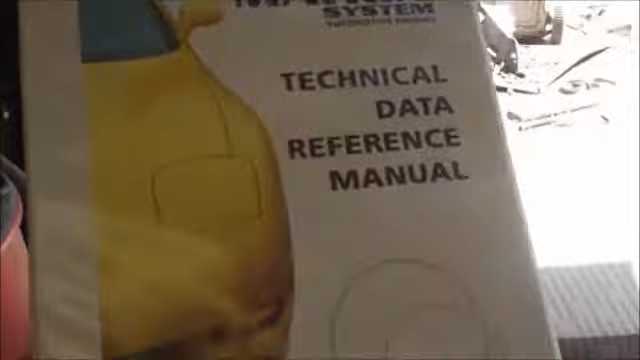 SYSTEM
TECHNICAL
DATA
REFERENCE
MANUAL